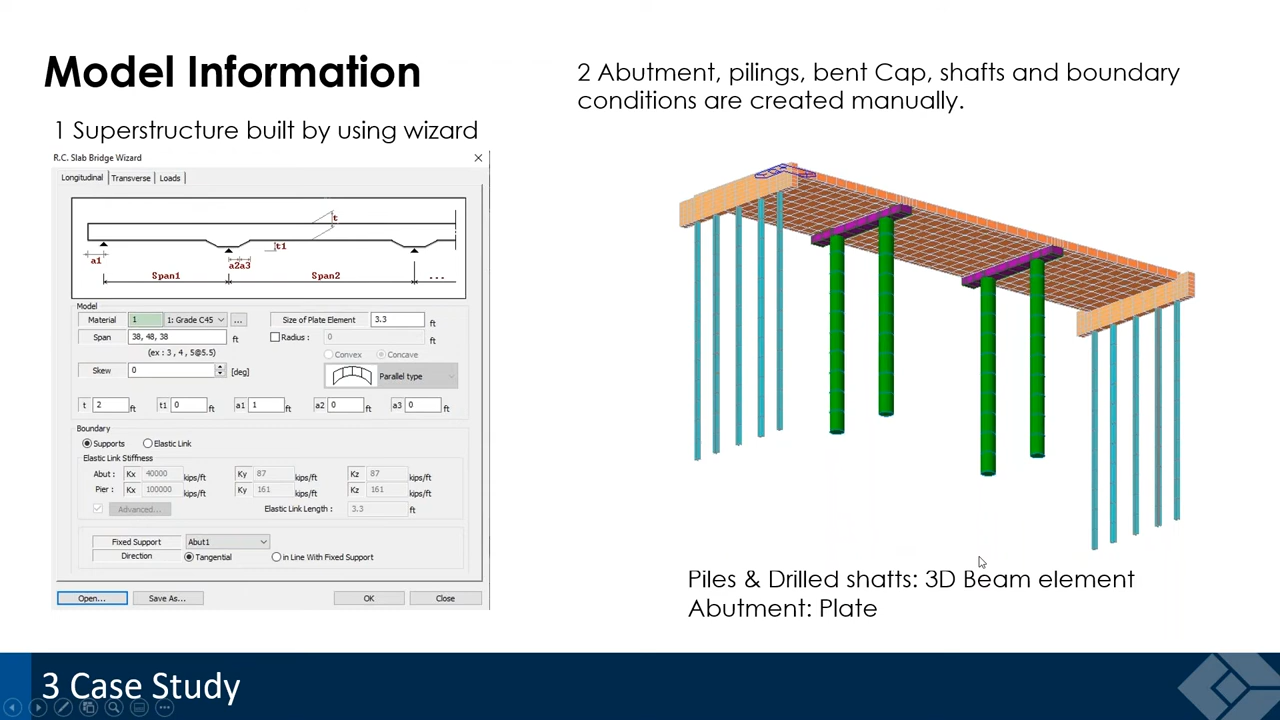 Model Information
1 Superstructure built by using wizard
2 Abutment, pilings, bent Cap, shafts and boundary
conditions are created manually.
R.C. Slab Bridge Wizard
Longitudinal Transverse Loads
t
t1
a1 a2 a3
Span1 Span2 ...
Model
Material 1 1: Grade C45 ... Size of Plate Element 3.3 ft
Span 38, 48, 38 ft Radius : 0 ft
(ex : 3 , 4 , 5@5.5) Convex Concave
Skew 0 [deg] Parallel type
t 2 ft t1 0 ft a1 1 ft a2 0 ft a3 0 ft
Boundary
Supports Elastic Link
Elastic Link Stiffness
Abut : Kx 40000 kips/ft Ky 87 kips/ft Kz 87 kips/ft
Pier : Kx 100000 kips/ft Ky 161 kips/ft Kz 161 kips/ft
Advanced... Elastic Link Length : 3.3 ft
Fixed Support Abut1
Direction Tangential in Line With Fixed Support
Open... Save As... OK Close
Piles & Drilled shafts: 3D Beam element
Abutment: Plate
3 Case Study